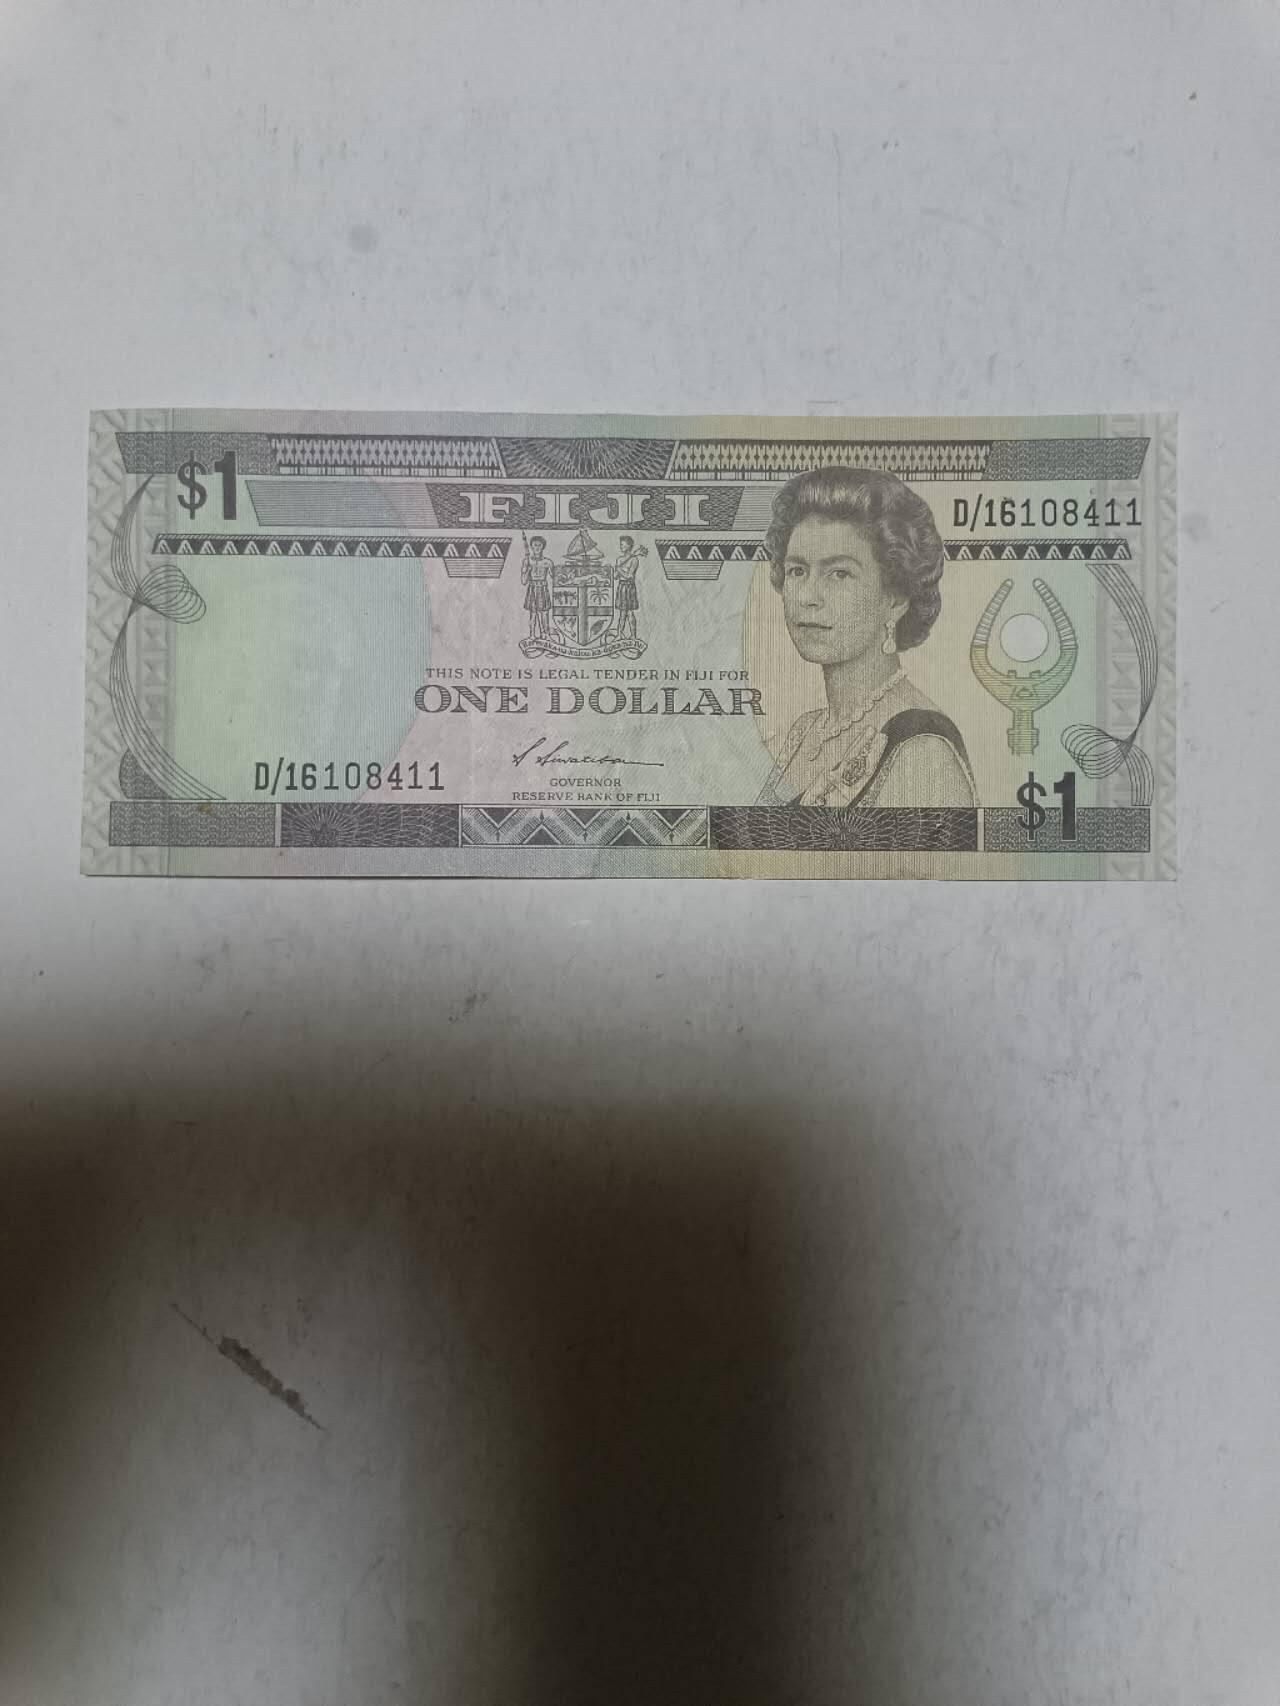 $1
FIJI
D/16108411
THIS NOTE IS LEGAL TENDER IN FIJI FOR
ONE DOLLAR
D/16108411
GOVERNOR
RESERVE BANK OF FIJI
$1